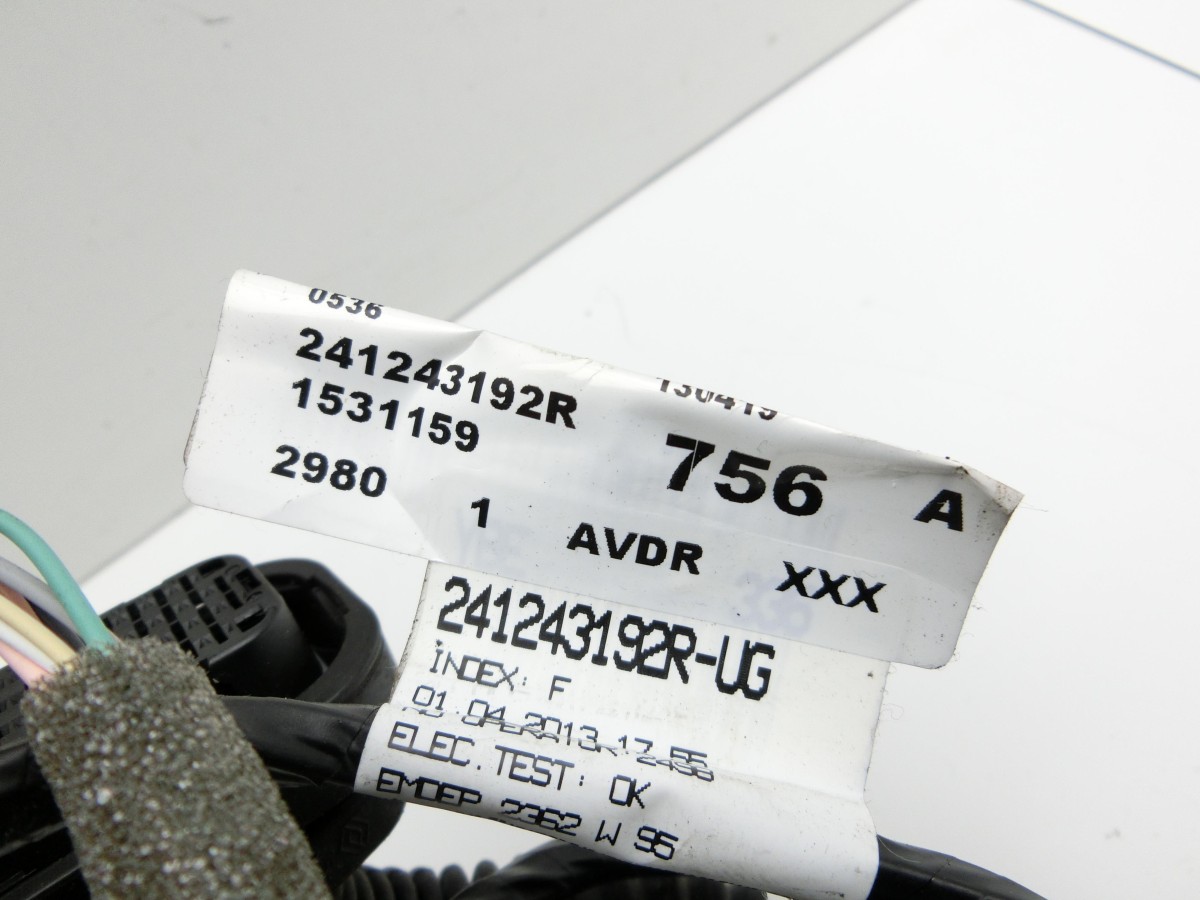 0536
241243192R 130419
1531159 756 A
2980 1 AVDR XXX
241243192R-UG
INDEX: F
01.04.2013 17.55
ELEC.TEST: OK
EMDEP 2362 W 95